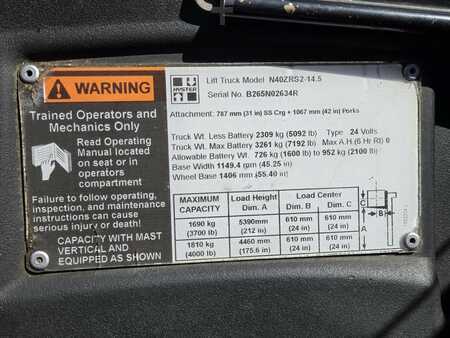 WARNING
Trained Operators and
Mechanics Only
Read Operating
Manual located
on seat or in
operators
compartment
Failure to follow operating,
inspection, and maintenance
instructions can cause
serious injury or death!
CAPACITY WITH MAST
VERTICAL AND
EQUIPPED AS SHOWN
HYSTER
Lift Truck Model N40ZRS2-14.5
Serial No. B265N02634R
Attachment: 787 mm (31 in) SS Crg + 1067 mm (42 in) Forks
Truck Wt. Less Battery 2309 kg (5092 lb) Type 24 Volts
Truck Wt. Max Battery 3261 kg (7192 lb) Max A.H (6 Hr Rt) 0
Allowable Battery Wt. 726 kg (1600 lb) to 952 kg (2100 lb)
Base Width 1149.4 mm (45.25 in)
Wheel Base 1406 mm (55.40 in)
MAXIMUM CAPACITY Load Height Dim. A Load Center Dim. B Dim. C
1690 kg (3700 lb) 5390mm (212 in) 610 mm (24 in) 610 mm (24 in)
1810 kg (4000 lb) 4460 mm (175.6 in) 610 mm (24 in) 610 mm (24 in)
C
B
A